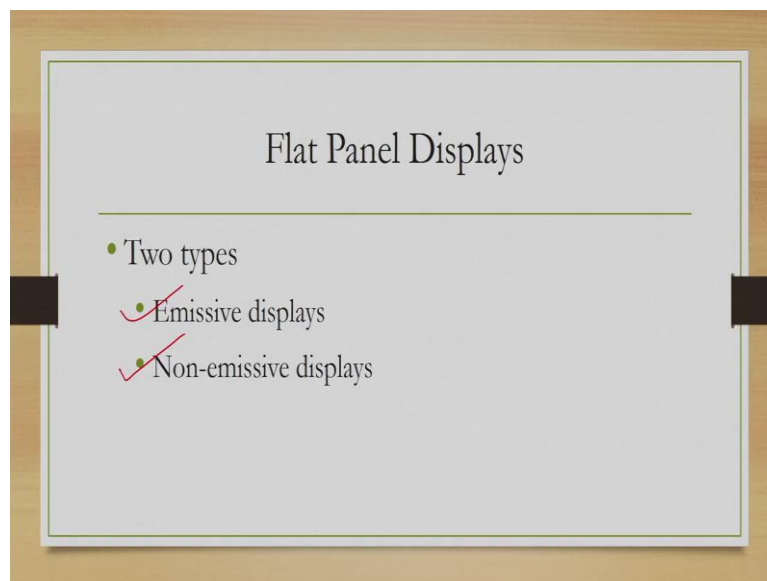 Flat Panel Displays
• Two types
• Emissive displays
• Non-emissive displays